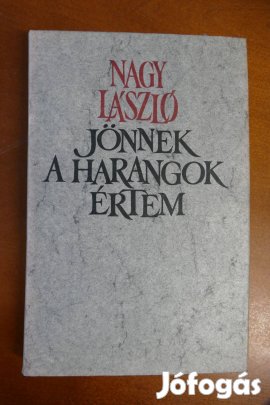 NAGY
LÁSZLÓ
JÖNNEK
A HARANGOK
ÉRTEM
Jófogás